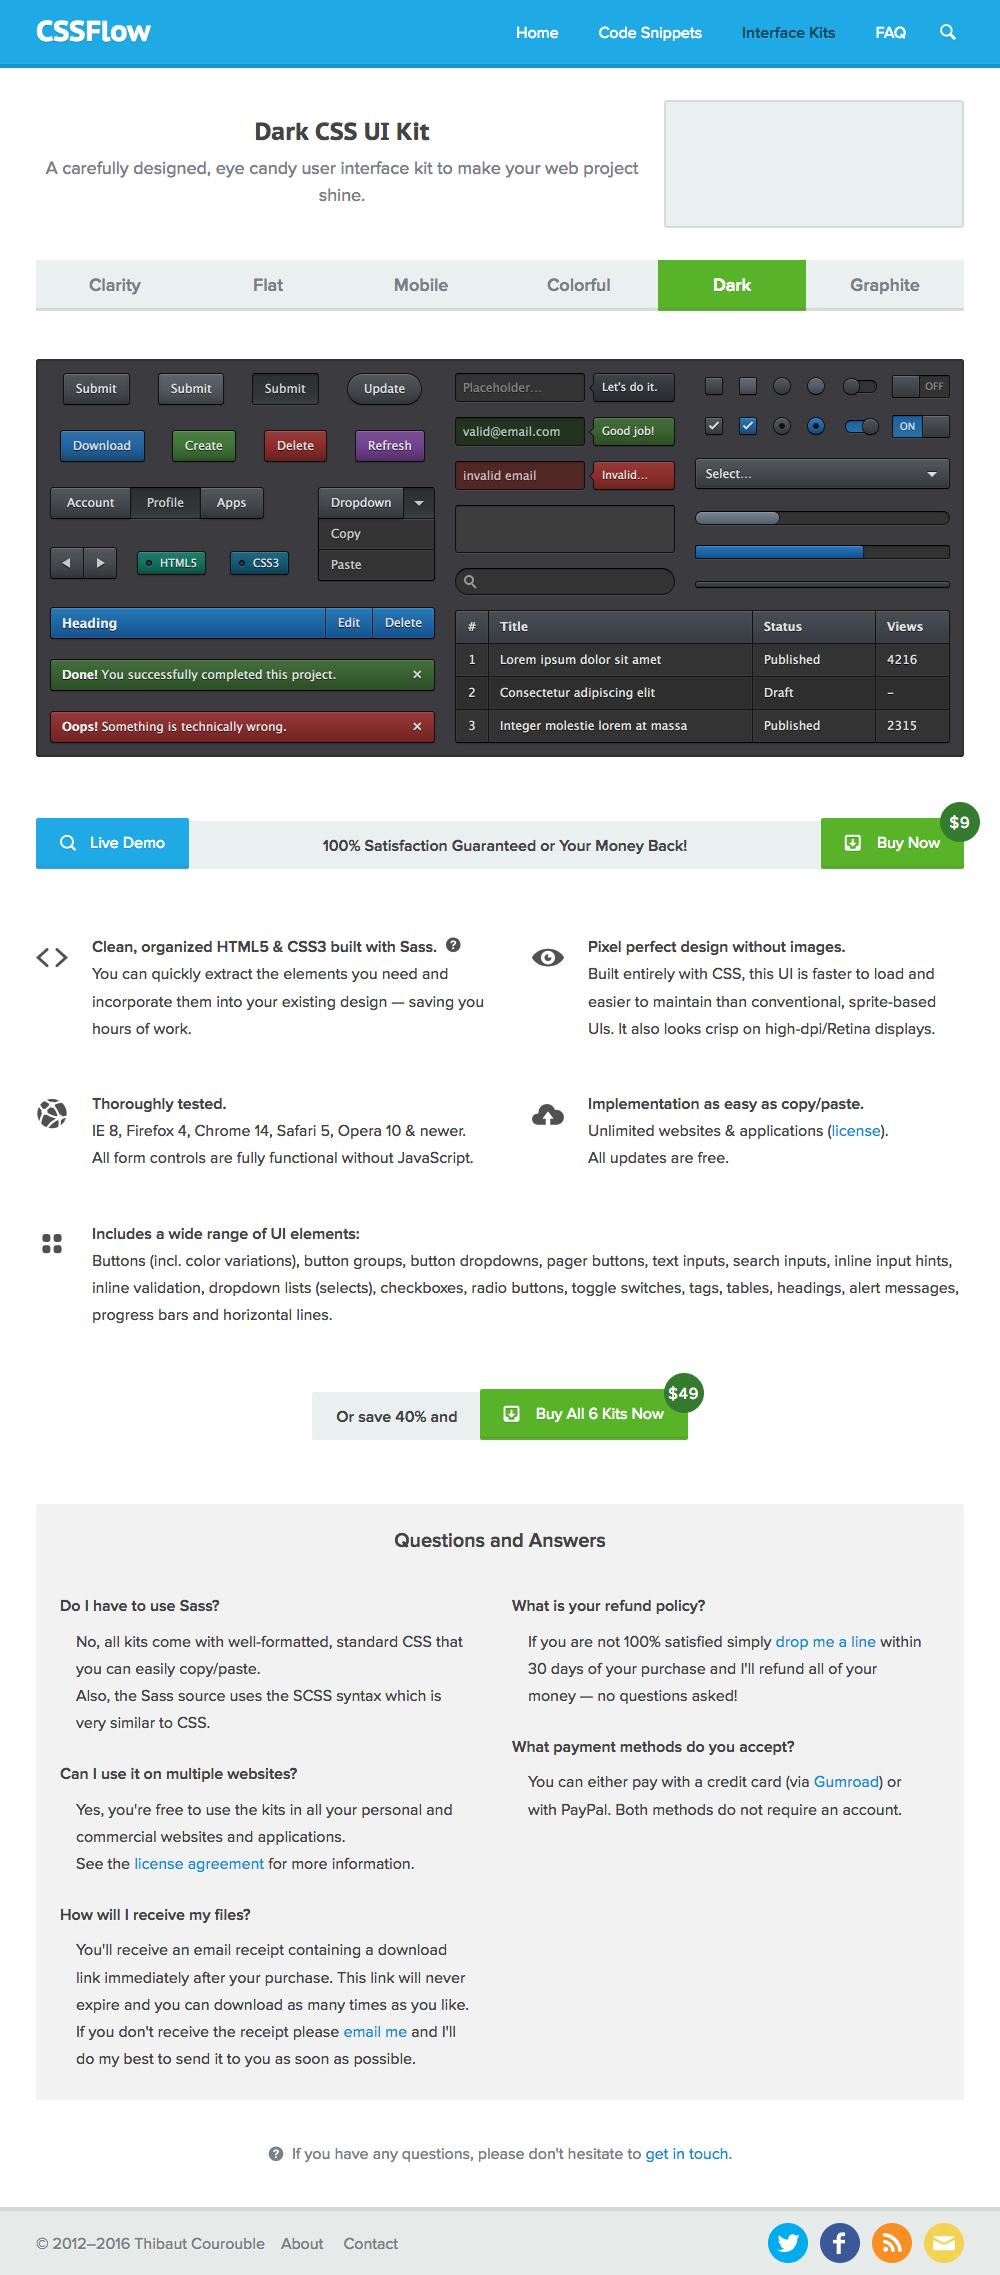 CSSFlow
Home
Code Snippets
Interface Kits
FAQ
Dark CSS UI Kit
A carefully designed, eye candy user interface kit to make your web project
shine.
Clarity
Flat
Mobile
Colorful
Dark
Graphite
Submit
Submit
Submit
Update
Download
Create
Delete
Refresh
Account
Profile
Apps
Dropdown
Copy
Paste
HTML5
CSS3
Heading
Edit
Delete
Done! You successfully completed this project.
×
Oops! Something is technically wrong.
×
Placeholder...
Let's do it.
valid@email.com
Good job!
invalid email
Invalid...
OFF
ON
Select...
# Title Status Views
1 Lorem ipsum dolor sit amet Published 4216
2 Consectetur adipiscing elit Draft –
3 Integer molestie lorem at massa Published 2315
Live Demo
100% Satisfaction Guaranteed or Your Money Back!
Buy Now
$9
Clean, organized HTML5 & CSS3 built with Sass. ?
You can quickly extract the elements you need and
incorporate them into your existing design — saving you
hours of work.
Pixel perfect design without images.
Built entirely with CSS, this UI is faster to load and
easier to maintain than conventional, sprite-based
UIs. It also looks crisp on high-dpi/Retina displays.
Thoroughly tested.
IE 8, Firefox 4, Chrome 14, Safari 5, Opera 10 & newer.
All form controls are fully functional without JavaScript.
Implementation as easy as copy/paste.
Unlimited websites & applications (license).
All updates are free.
Includes a wide range of UI elements:
Buttons (incl. color variations), button groups, button dropdowns, pager buttons, text inputs, search inputs, inline input hints,
inline validation, dropdown lists (selects), checkboxes, radio buttons, toggle switches, tags, tables, headings, alert messages,
progress bars and horizontal lines.
Or save 40% and
Buy All 6 Kits Now
$49
Questions and Answers
Do I have to use Sass?
No, all kits come with well-formatted, standard CSS that
you can easily copy/paste.
Also, the Sass source uses the SCSS syntax which is
very similar to CSS.
Can I use it on multiple websites?
Yes, you're free to use the kits in all your personal and
commercial websites and applications.
See the license agreement for more information.
How will I receive my files?
You'll receive an email receipt containing a download
link immediately after your purchase. This link will never
expire and you can download as many times as you like.
If you don't receive the receipt please email me and I'll
do my best to send it to you as soon as possible.
What is your refund policy?
If you are not 100% satisfied simply drop me a line within
30 days of your purchase and I'll refund all of your
money — no questions asked!
What payment methods do you accept?
You can either pay with a credit card (via Gumroad) or
with PayPal. Both methods do not require an account.
? If you have any questions, please don't hesitate to get in touch.
© 2012–2016 Thibaut Courouble
About
Contact